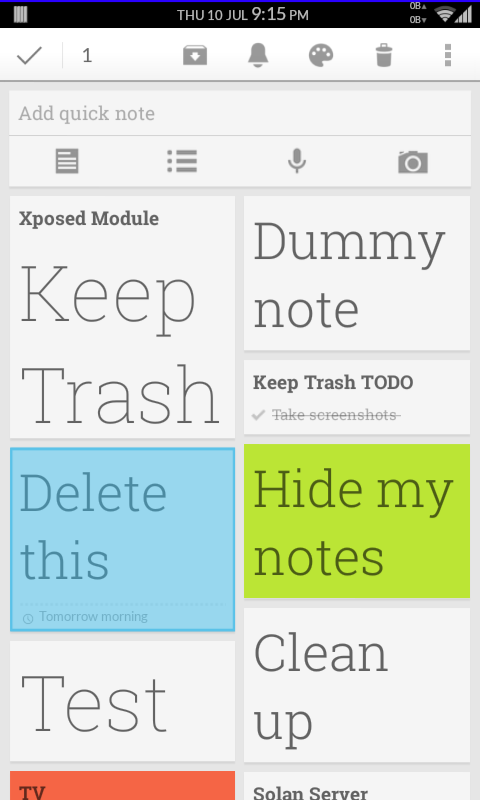 THU 10 JUL 9:15 PM
0B
0B
1
Add quick note
Xposed Module
Keep
Trash
Dummy
note
Keep Trash TODO
Take screenshots
Delete
this
Tomorrow morning
Hide my
notes
Test
Clean
up
TV
Solan Server